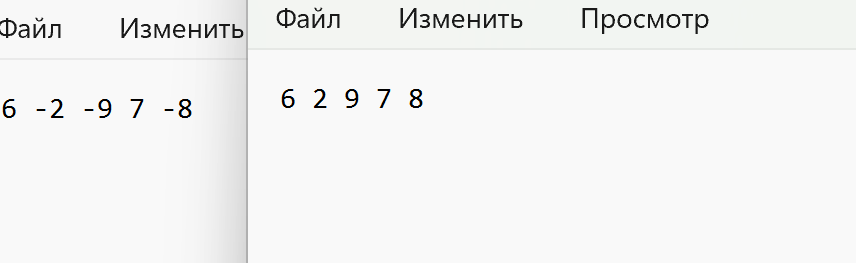 Файл Изменить
6 -2 -9 7 -8
Файл Изменить Просмотр
6 2 9 7 8